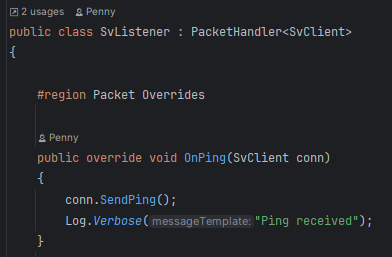 2 usages Penny
public class SvListener : PacketHandler<SvClient>
{
#region Packet Overrides
Penny
public override void OnPing(SvClient conn)
{
conn.SendPing();
Log.Verbose(messageTemplate:"Ping received");
}